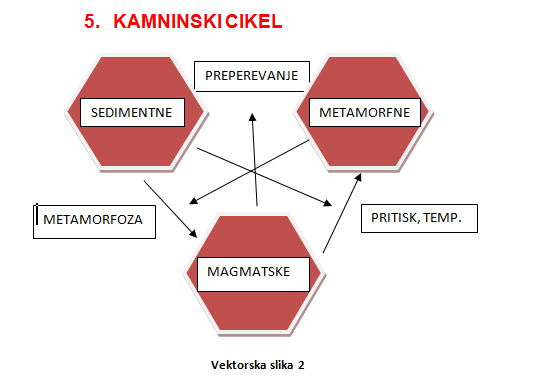 5. KAMNINSKI CIKEL
PREPEREVANJE
SEDIMENTNE
METAMORFNE
METAMORFOZA
PRITISK, TEMP.
MAGMATSKE
Vektorska slika 2